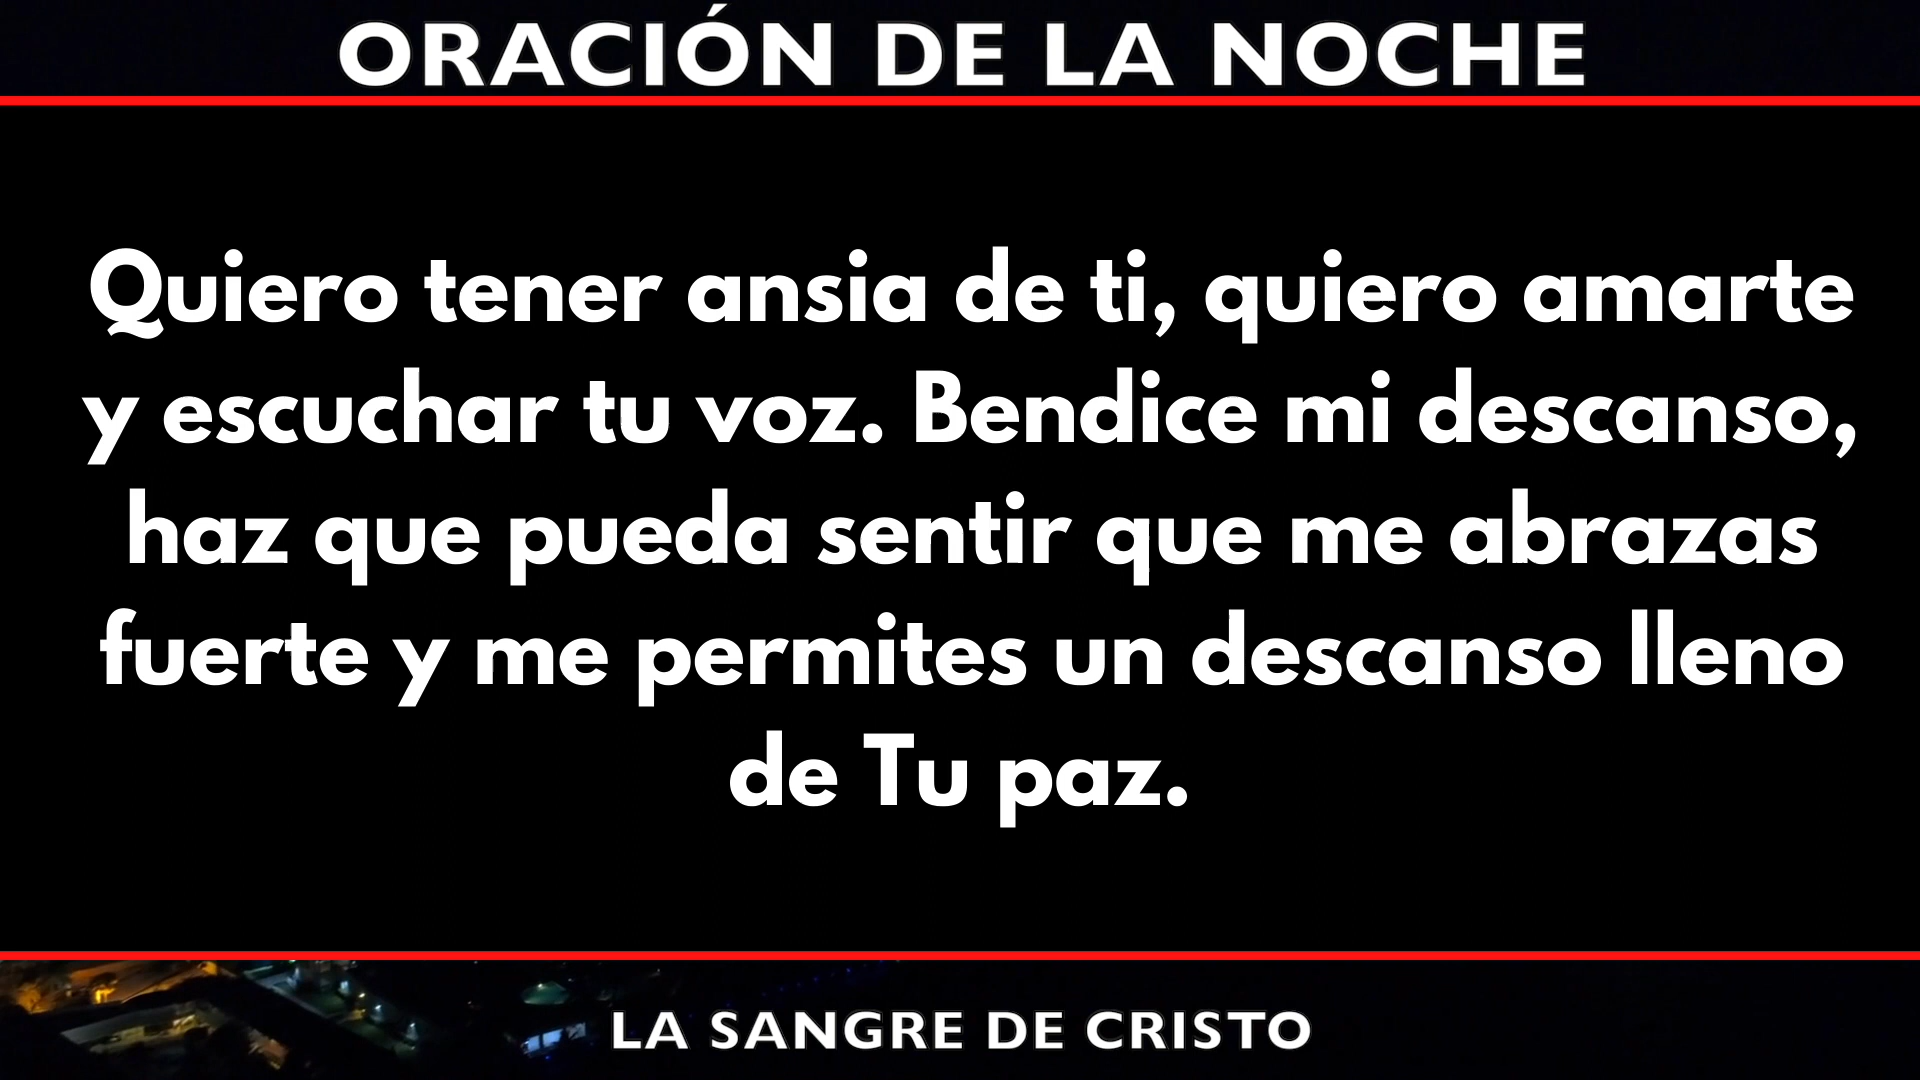 ORACIÓN DE LA NOCHE
Quiero tener ansia de ti, quiero amarte
y escuchar tu voz. Bendice mi descanso,
haz que pueda sentir que me abrazas
fuerte y me permites un descanso lleno
de Tu paz.
LA SANGRE DE CRISTO